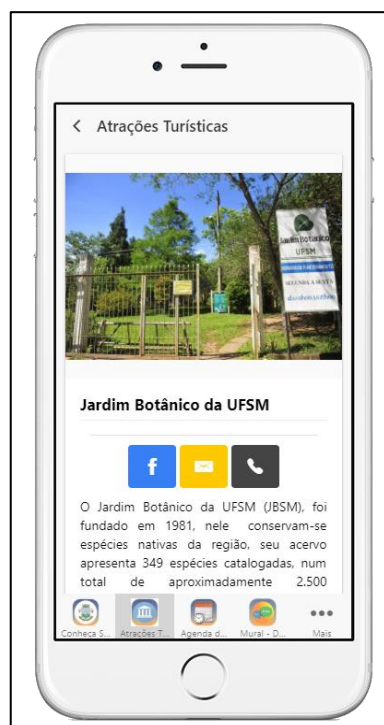 Atrações Turísticas
Jardim Botânico
UFSM
SEGUNDA A SEXTA
Jardim Botânico da UFSM
f
O Jardim Botânico da UFSM (JBSM), foi
fundado em 1981, nele conservam-se
espécies nativas da região, seu acervo
apresenta 349 espécies catalogadas, num
total de aproximadamente 2.500
Conheça S... Atrações T... Agenda d... Mural - D... Mais